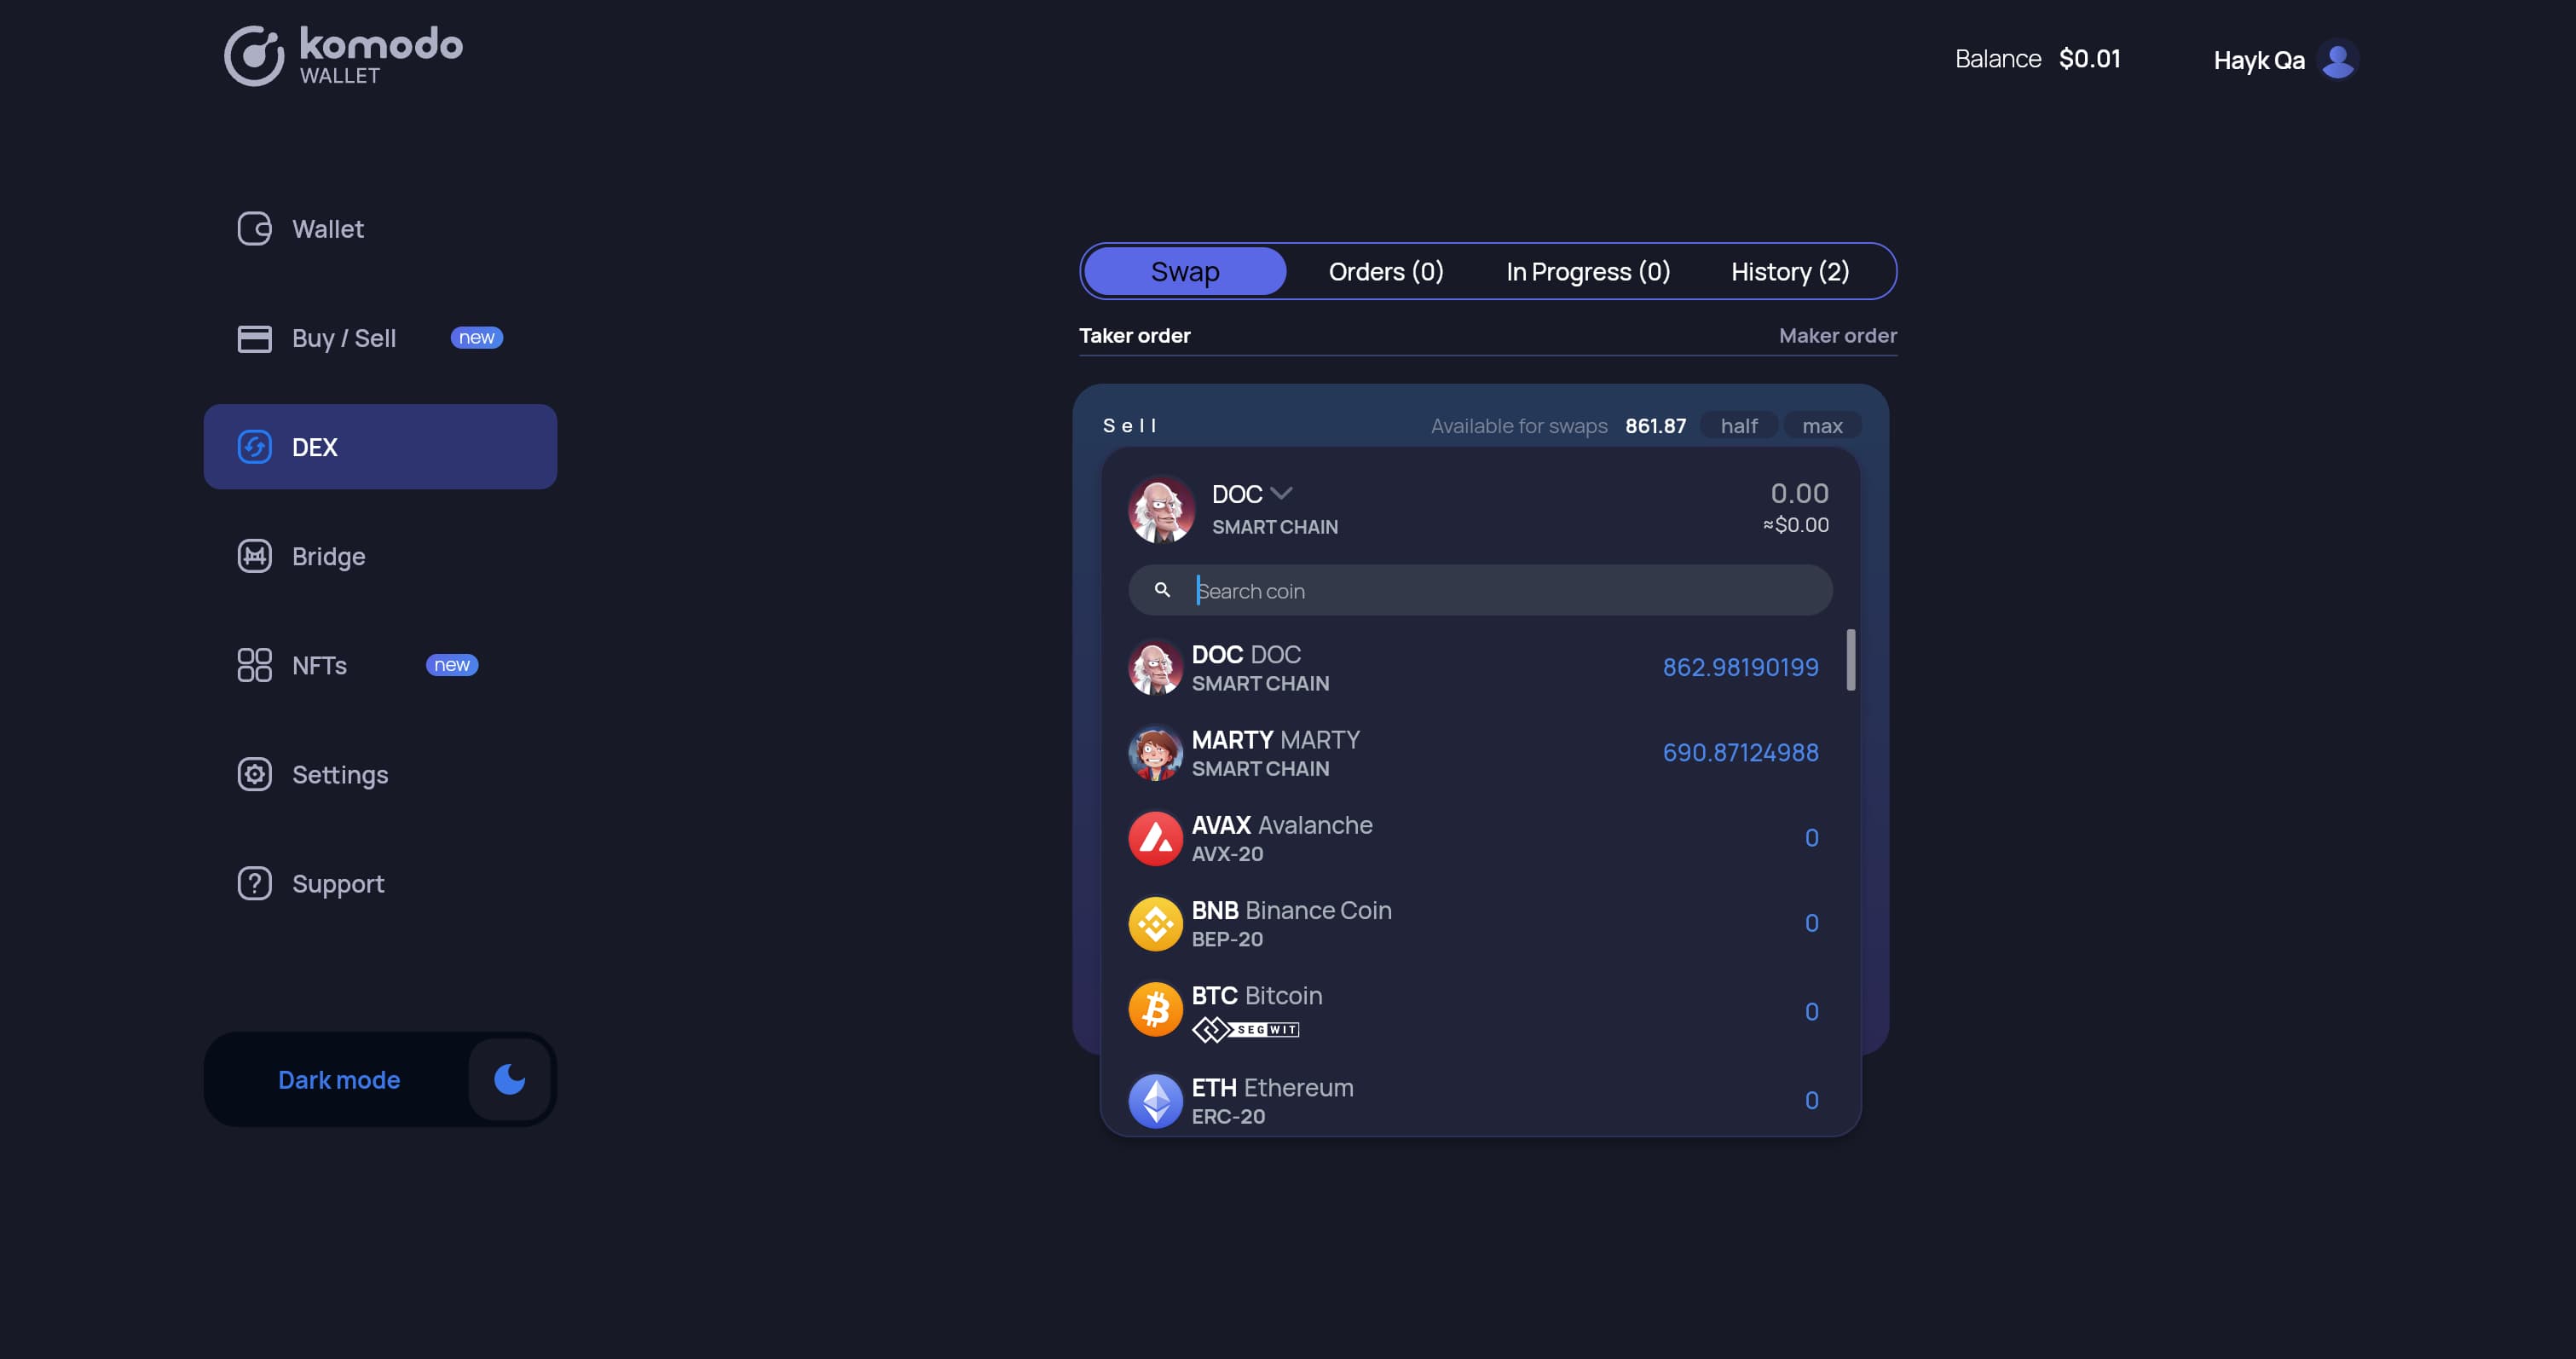 komodo
WALLET
Balance $0.01
Hayk Qa
Wallet
Buy / Sell new
DEX
Bridge
NFTs new
Settings
Support
Dark mode
Swap Orders (0) In Progress (0) History (2)
Taker order Maker order
Sell Available for swaps 861.87 half max
DOC 0.00
SMART CHAIN ≈$0.00
Search coin
DOC DOC
SMART CHAIN
862.98190199
MARTY MARTY
SMART CHAIN
690.87124988
AVAX Avalanche
AVX-20
0
BNB Binance Coin
BEP-20
0
BTC Bitcoin
SEGWIT
0
ETH Ethereum
ERC-20
0